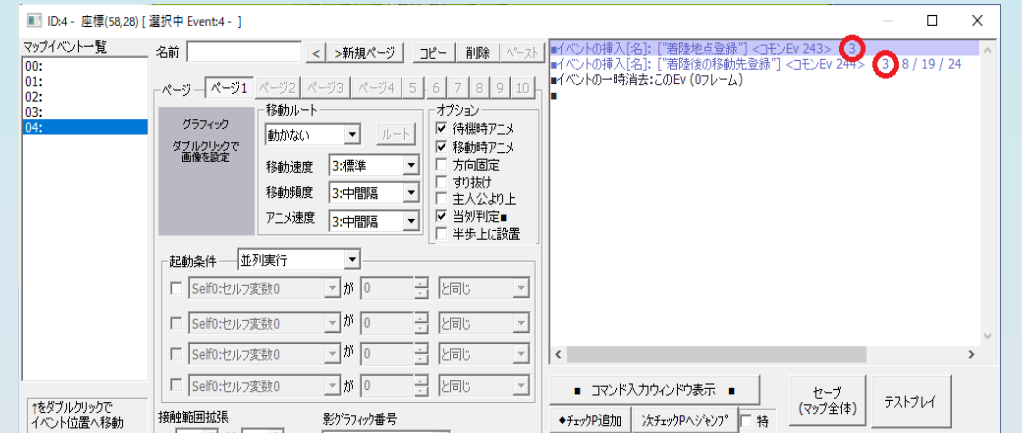 ID:4 - 座標(58,28) [ 選択中 Event:4 - ]
マップイベント一覧
00:
01:
02:
03:
04:
↑をダブルクリックで
イベント位置へ移動
名前
< >新規ページ コピー 削除 ペースト
ページ ページ1 ページ2 ページ3 ページ4 5 6 7 8 9 10
グラフィック
ダブルクリックで
画像を設定
移動ルート
動かない ルート
移動速度 3:標準
移動頻度 3:中間隔
アニメ速度 3:中間隔
オプション
待機時アニメ
移動時アニメ
方向固定
すり抜け
主人公より上
当列判定■
半歩上に設置
起動条件 並列実行
Self0:セルフ変数0 が 0 と同じ
Self0:セルフ変数0 が 0 と同じ
Self0:セルフ変数0 が 0 と同じ
Self0:セルフ変数0 が 0 と同じ
接触範囲拡張 影グラフィック番号
■イベントの挿入[名]: ["着陸地点登録"] <コモンEv 243> 3
■イベントの挿入[名]: ["着陸後の移動先登録"] <コモンEv 244> 3 8 / 19 / 24
■イベントの一時消去:このEv (0フレーム)
■
■ コマンド入力ウィンドウ表示 ■
◆チェックP追加 次チェックPへジャンプ 特
セーブ
(マップ全体)
テストプレイ